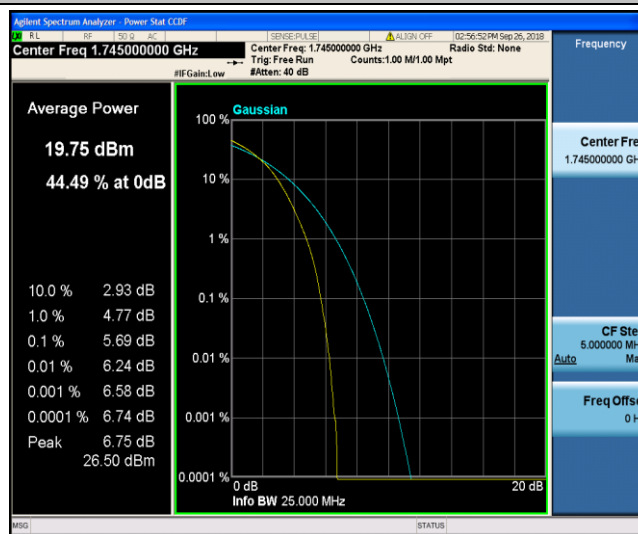 Agilent Spectrum Analyzer - Power Stat CCDF
RL RF 50 Ω AC SENSE:PULSE ALIGN OFF 02:56:52 PM Sep 26, 2018
Center Freq 1.745000000 GHz
Center Freq: 1.745000000 GHz Radio Std: None
Trig: Free Run Counts:1.00 M/1.00 Mpt
#IFGain:Low #Atten: 40 dB
Frequency
Average Power
19.75 dBm
44.49 % at 0dB
10.0 % 2.93 dB
1.0 % 4.77 dB
0.1 % 5.69 dB
0.01 % 6.24 dB
0.001 % 6.58 dB
0.0001 % 6.74 dB
Peak 6.75 dB
26.50 dBm
Gaussian
100 %
10 %
1 %
0.1 %
0.01 %
0.001 %
0.0001 %
0 dB 20 dB
Info BW 25.000 MHz
Center Fre
1.745000000 GH
CF Ste
5.000000 MH
Auto Ma
Freq Offse
0 H
MSG STATUS